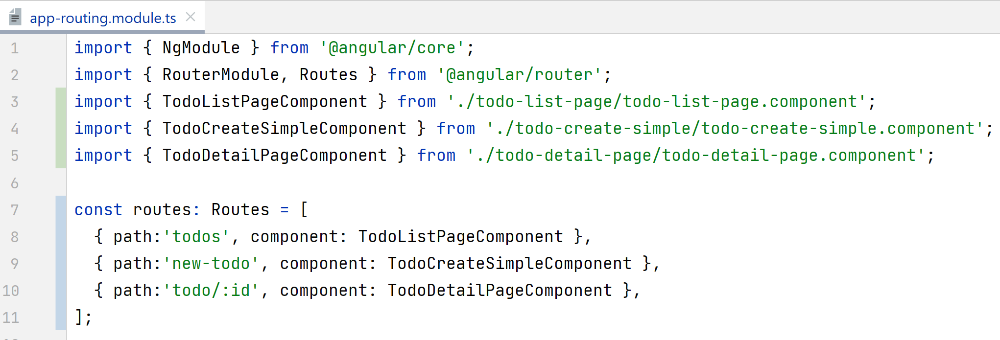 app-routing.module.ts
1 import { NgModule } from '@angular/core';
2 import { RouterModule, Routes } from '@angular/router';
3 import { TodoListPageComponent } from './todo-list-page/todo-list-page.component';
4 import { TodoCreateSimpleComponent } from './todo-create-simple/todo-create-simple.component';
5 import { TodoDetailPageComponent } from './todo-detail-page/todo-detail-page.component';
6
7 const routes: Routes = [
8   { path:'todos', component: TodoListPageComponent },
9   { path:'new-todo', component: TodoCreateSimpleComponent },
10   { path:'todo/:id', component: TodoDetailPageComponent },
11 ];